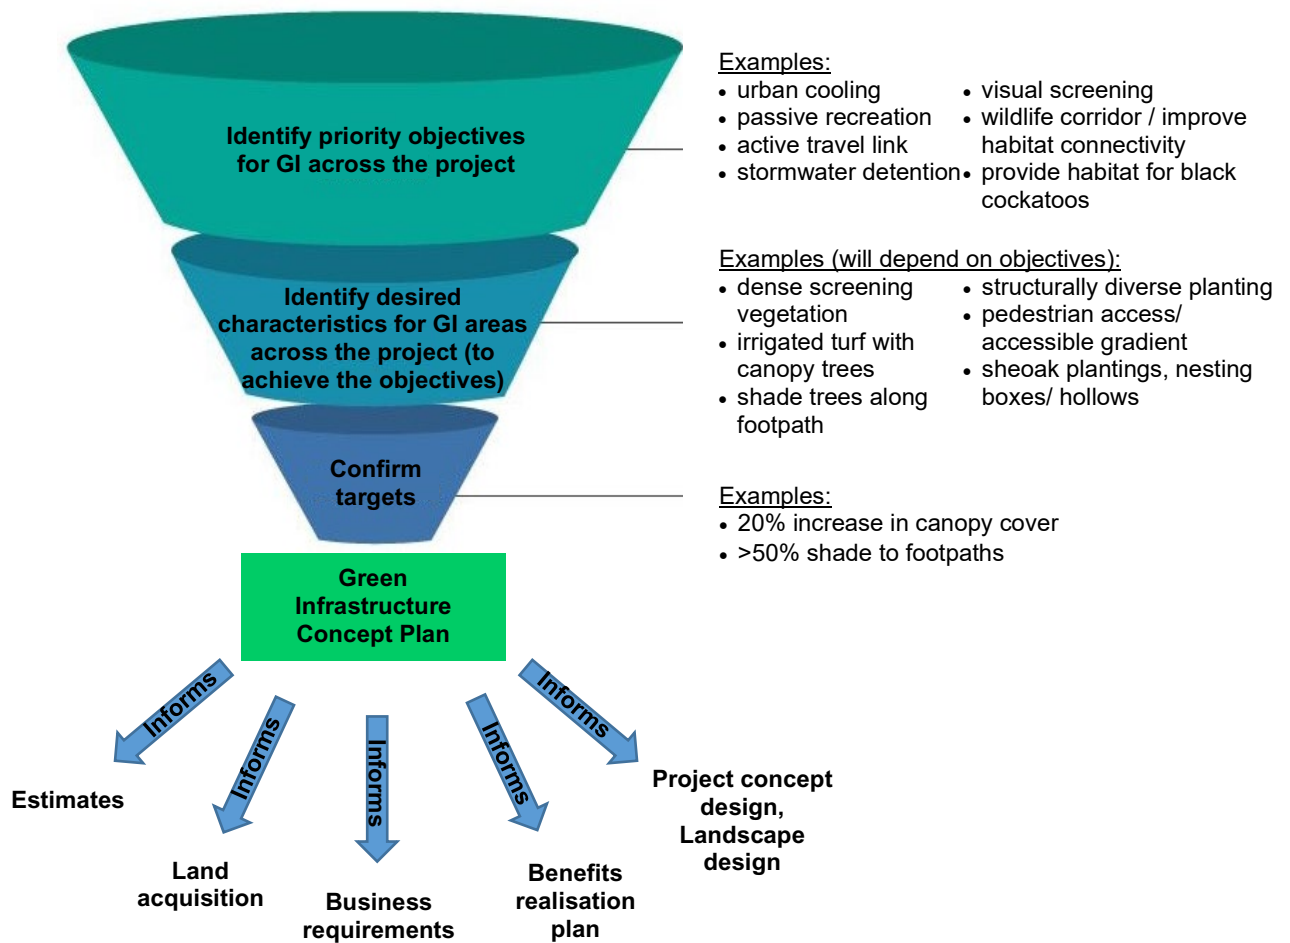 Identify priority objectives
for GI across the project
Examples:
• urban cooling
• passive recreation
• active travel link
• stormwater detention
• visual screening
• wildlife corridor / improve
habitat connectivity
• provide habitat for black
cockatoos
Identify desired
characteristics for GI areas
across the project (to
achieve the objectives)
Examples (will depend on objectives):
• dense screening
vegetation
• irrigated turf with
canopy trees
• shade trees along
footpath
• structurally diverse planting
• pedestrian access/
accessible gradient
• sheoak plantings, nesting
boxes/ hollows
Confirm
targets
Examples:
• 20% increase in canopy cover
• >50% shade to footpaths
Green
Infrastructure
Concept Plan
Informs
Informs
Informs
Informs
Informs
Estimates
Land
acquisition
Business
requirements
Benefits
realisation
plan
Project concept
design,
Landscape
design